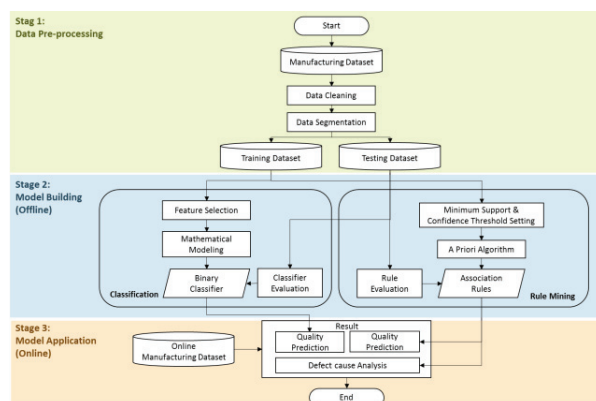 Stag 1:
Data Pre-processing
Start
Manufacturing Dataset
Data Cleaning
Data Segmentation
Training Dataset
Testing Dataset
Stage 2:
Model Building
(Offline)
Feature Selection
Mathematical
Modeling
Binary
Classifier
Classifier
Evaluation
Classification
Minimum Support &
Confidence Threshold Setting
A Priori Algorithm
Rule
Evaluation
Association
Rules
Rule Mining
Stage 3:
Model Application
(Online)
Online
Manufacturing Dataset
Result
Quality
Prediction
Quality
Prediction
Defect cause Analysis
End